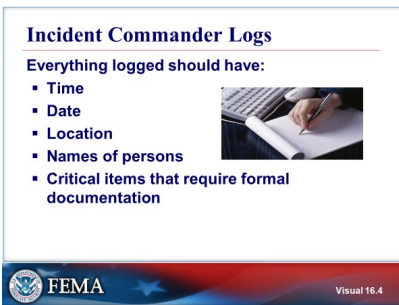 Incident Commander Logs
Everything logged should have:
▪ Time
▪ Date
▪ Location
▪ Names of persons
▪ Critical items that require formal
documentation
FEMA
Visual 16.4